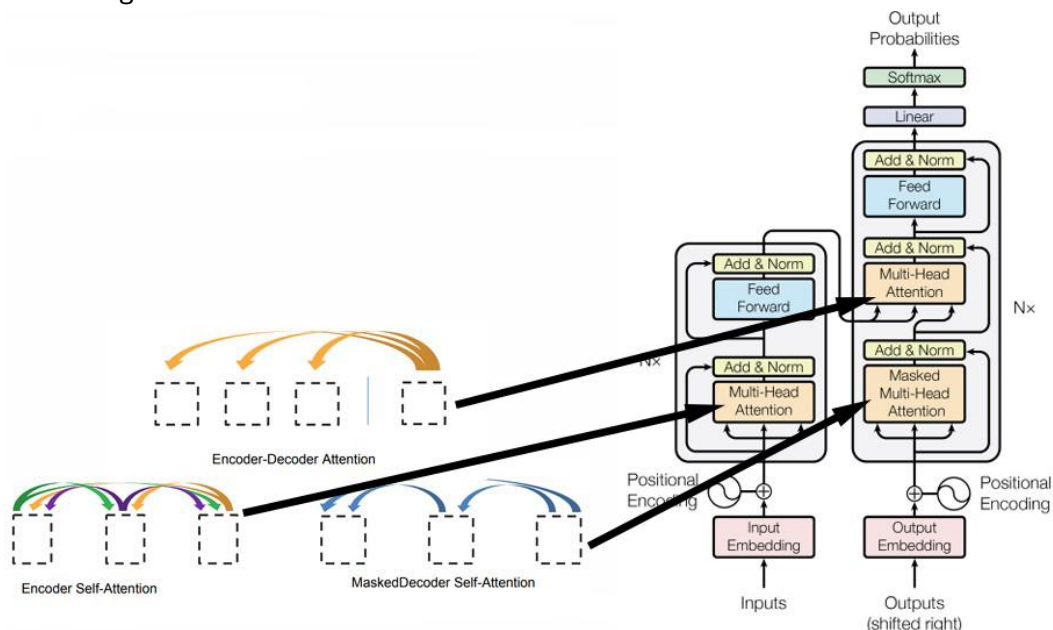 Output
Probabilities
Softmax
Linear
Add & Norm
Feed
Forward
Add & Norm
Multi-Head
Attention
Add & Norm
Feed
Forward
N×
N×
Add & Norm
Multi-Head
Attention
Add & Norm
Masked
Multi-Head
Attention
Encoder-Decoder Attention
Positional
Encoding
Positional
Encoding
Encoder Self-Attention
MaskedDecoder Self-Attention
Input
Embedding
Output
Embedding
Inputs
Outputs
(shifted right)